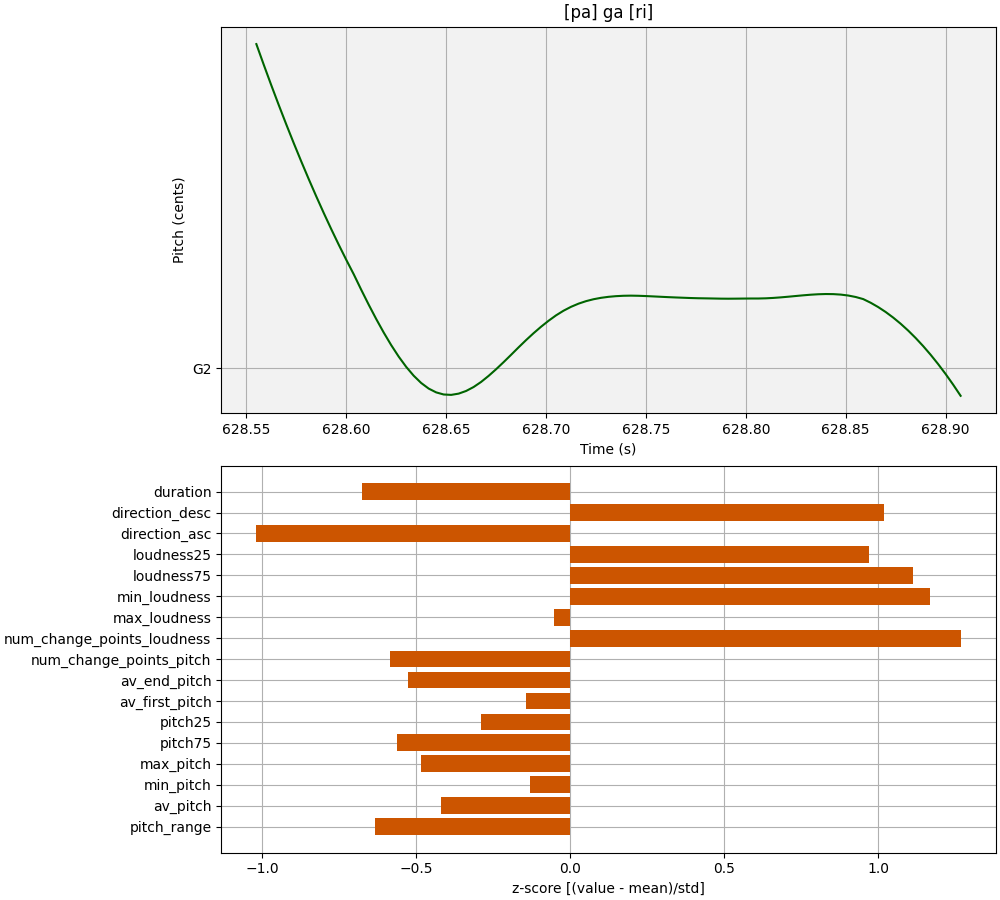 [pa] ga [ri]
Pitch (cents)
G2
628.55 628.60 628.65 628.70 628.75 628.80 628.85 628.90
Time (s)
duration
direction_desc
direction_asc
loudness25
loudness75
min_loudness
max_loudness
num_change_points_loudness
num_change_points_pitch
av_end_pitch
av_first_pitch
pitch25
pitch75
max_pitch
min_pitch
av_pitch
pitch_range
−1.0 −0.5 0.0 0.5 1.0
z-score [(value - mean)/std]